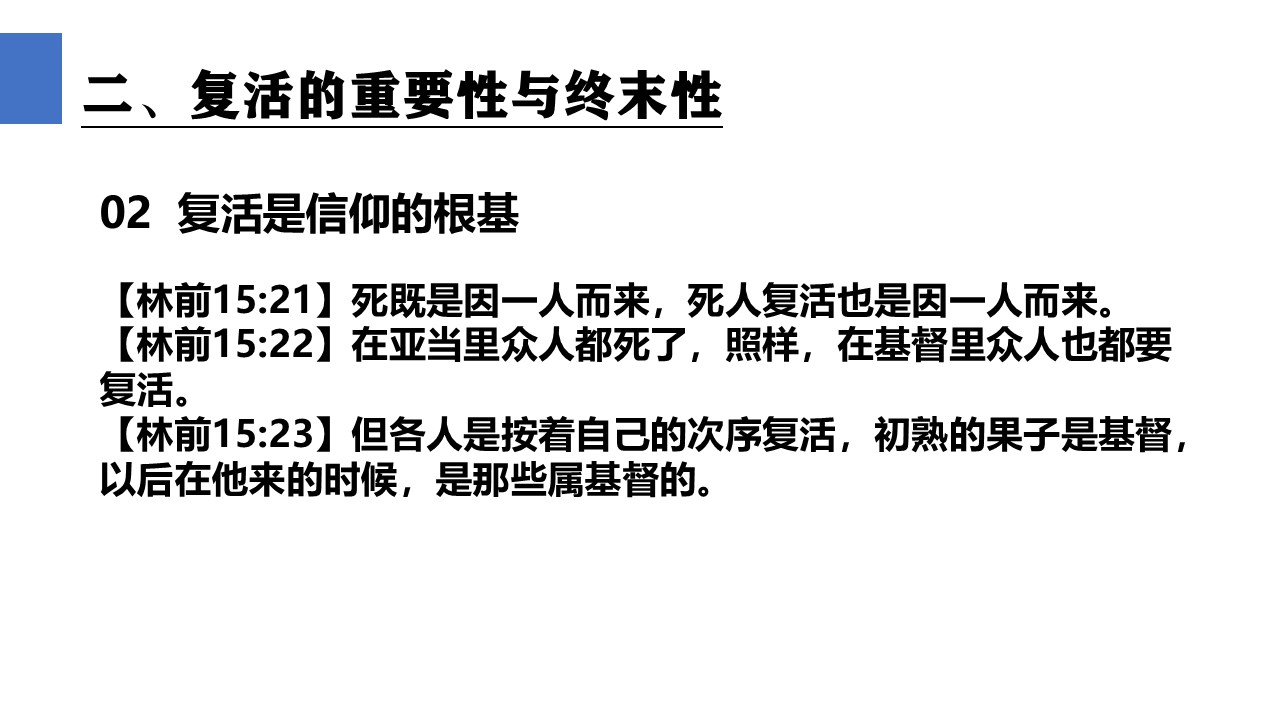 二、复活的重要性与终末性
02 复活是信仰的根基
【林前15:21】死既是因一人而来，死人复活也是因一人而来。
【林前15:22】在亚当里众人都死了，照样，在基督里众人也都要
复活。
【林前15:23】但各人是按着自己的次序复活，初熟的果子是基督，
以后在他来的时候，是那些属基督的。